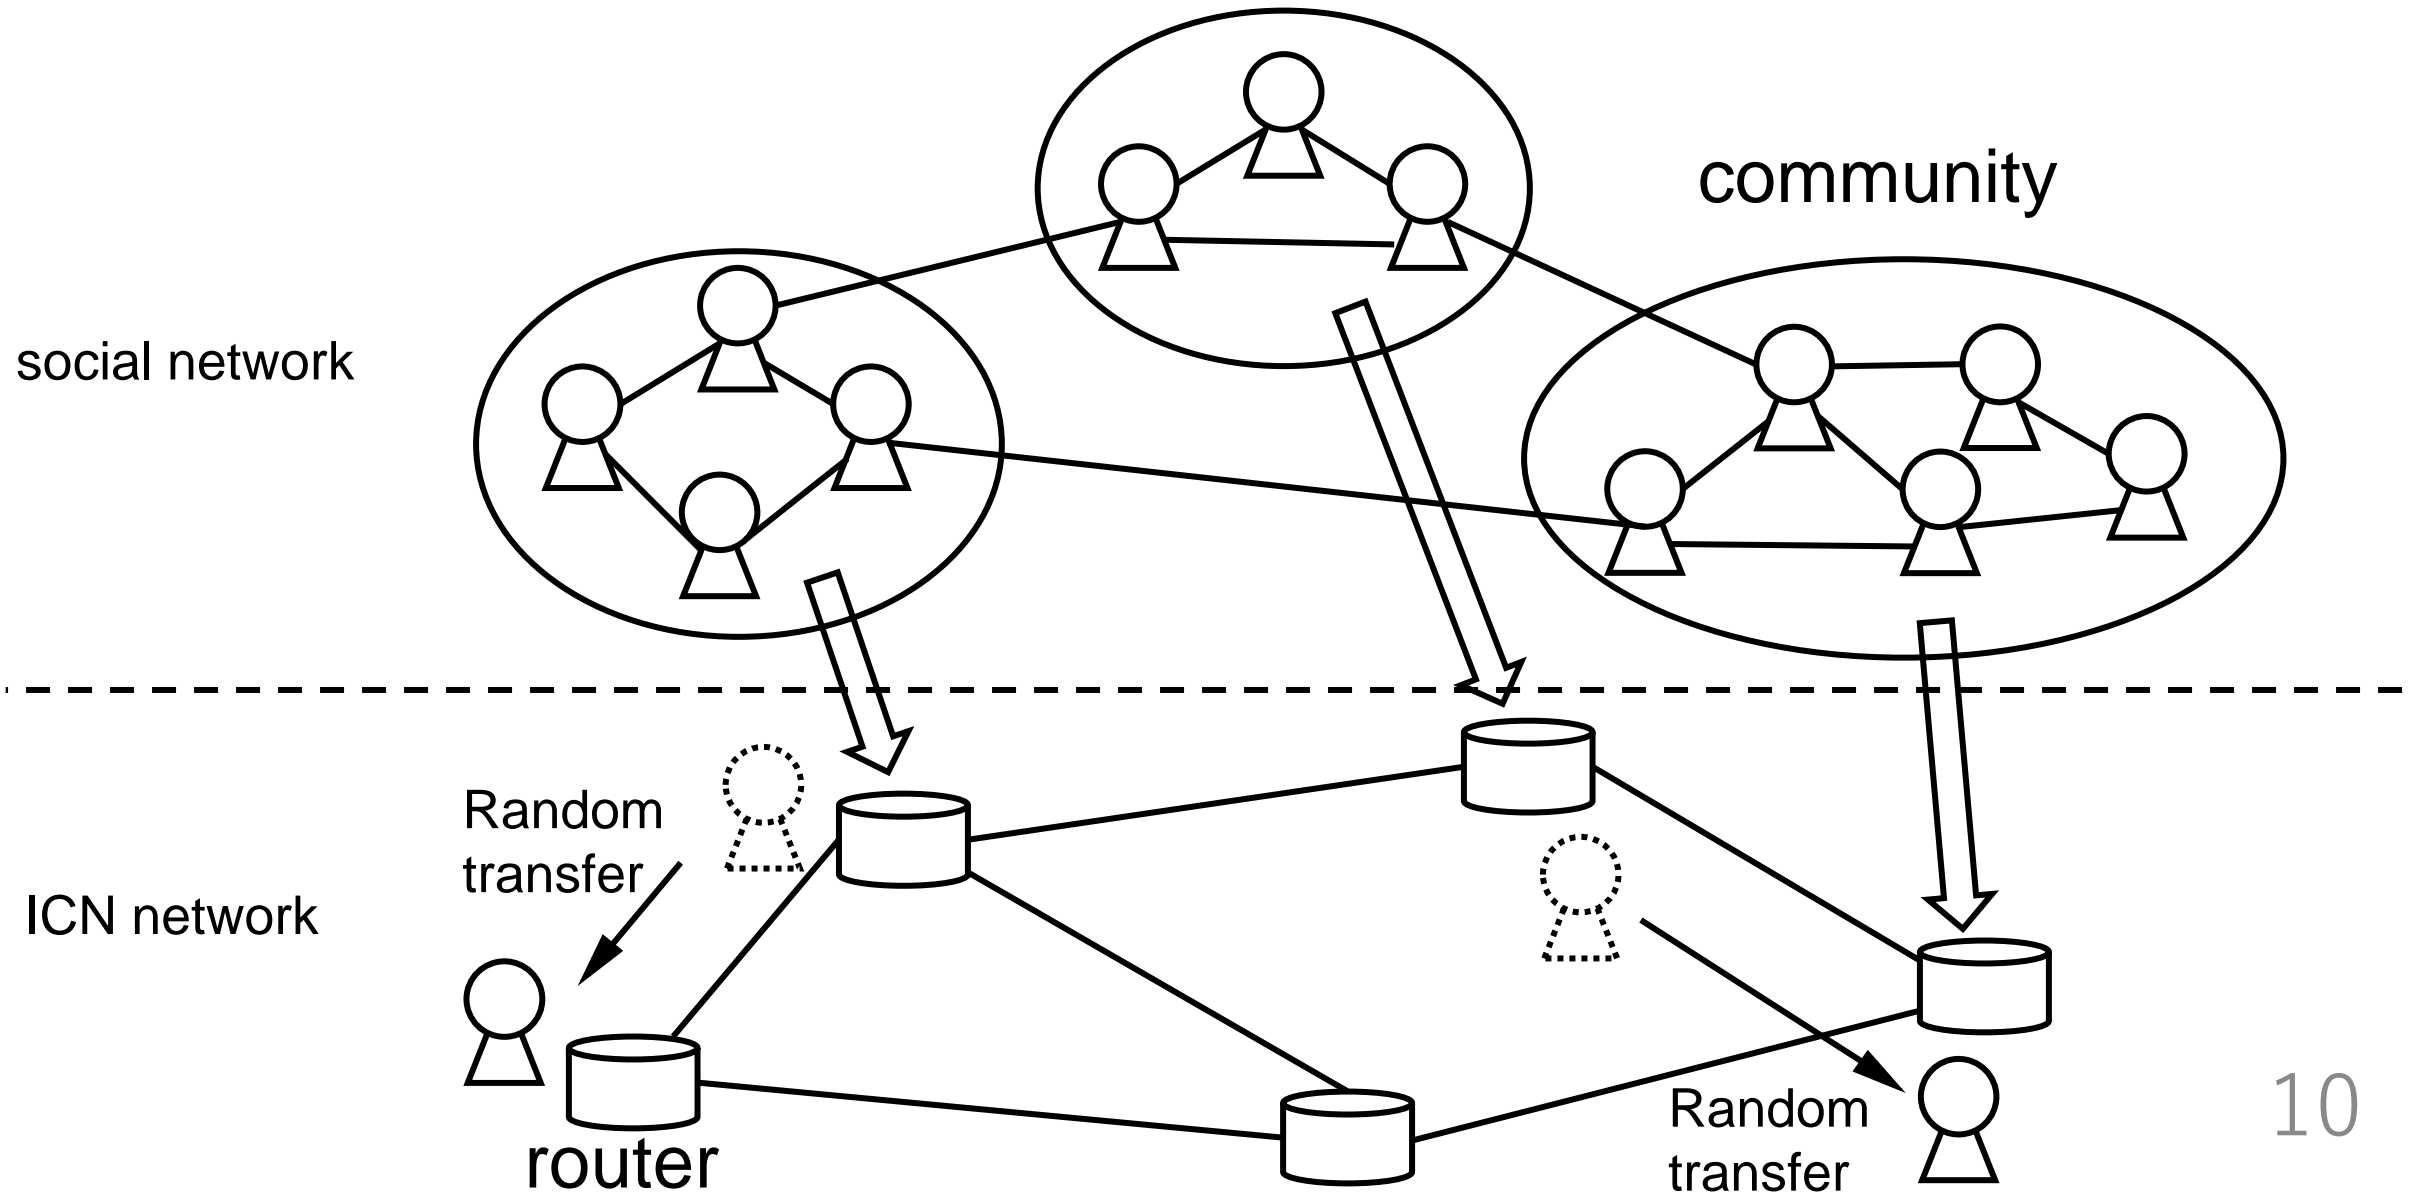 community
social network
Random
transfer
ICN network
router
Random
transfer
10